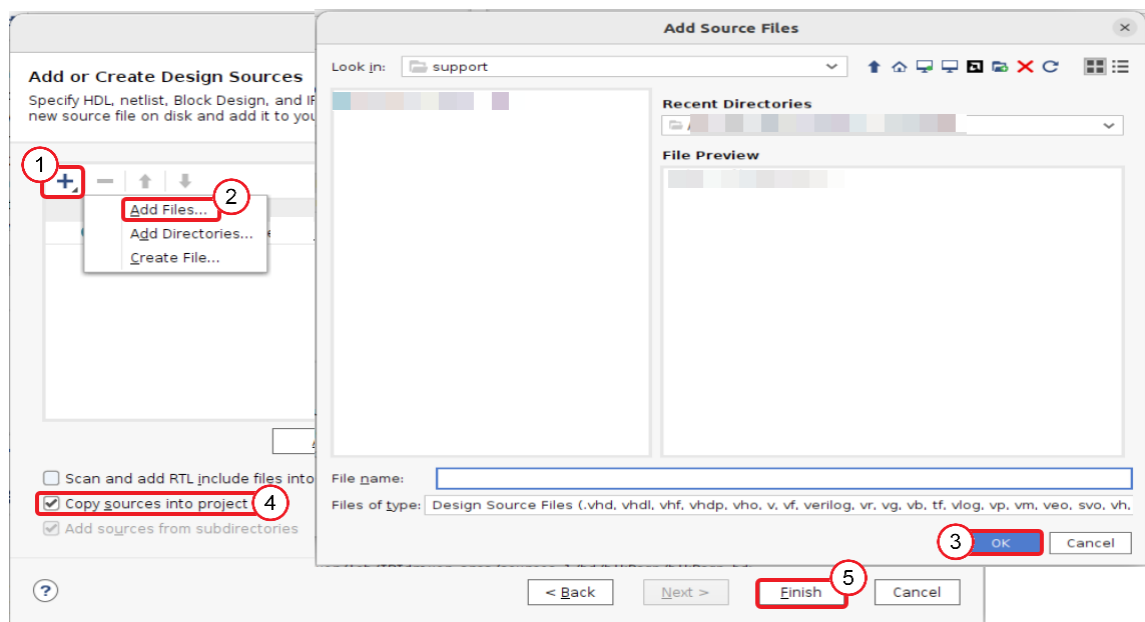 Add or Create Design Sources
Specify HDL, netlist, Block Design, and IP
new source file on disk and add it to you
1
2
Add Files...
Add Directories...
Create File...
Scan and add RTL include files into
Copy sources into project
4
Add sources from subdirectories
?
< Back
Next >
Finish
5
Cancel
Add Source Files
Look in:
support
Recent Directories
File Preview
File name:
Files of type:
Design Source Files (.vhd, vhdl, vhf, vhdp, vho, v, vf, verilog, vr, vg, vb, tf, vlog, vp, vm, veo, svo, vh,
3
OK
Cancel